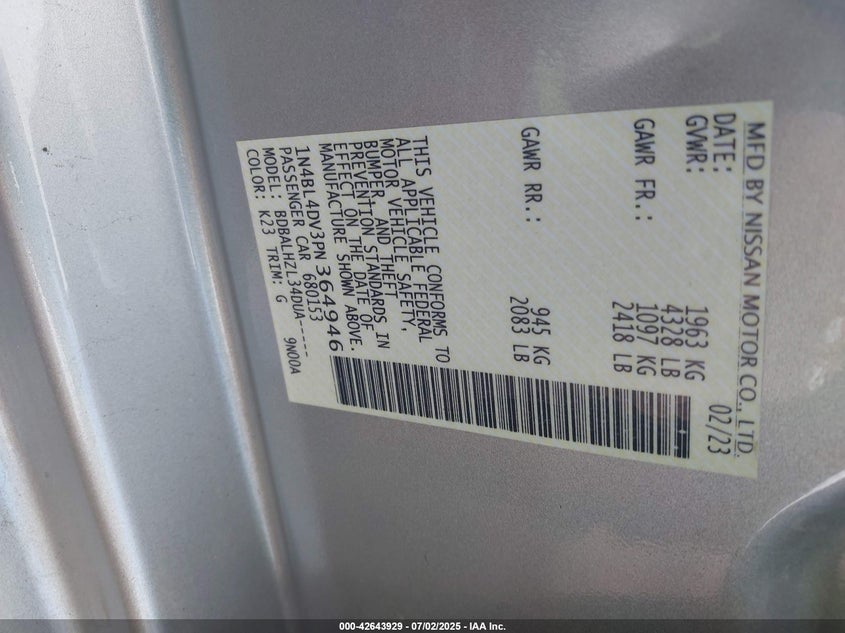 MFD BY NISSAN MOTOR CO., LTD.
DATE: 02/23
GVWR: 1963 KG
4328 LB
GAWR FR.: 1097 KG
2418 LB
GAWR RR.: 945 KG
2083 LB
THIS VEHICLE CONFORMS TO
ALL APPLICABLE FEDERAL
MOTOR VEHICLE SAFETY,
BUMPER, AND THEFT
PREVENTION STANDARDS IN
EFFECT ON THE DATE OF
MANUFACTURE SHOWN ABOVE.
1N4BL4DV3PN364946
PASSENGER CAR 680153
MODEL: BDBALHZL34DUA-----
COLOR: K23 TRIM: G 9N00A
000-42643929 - 07/02/2025 - IAA Inc.